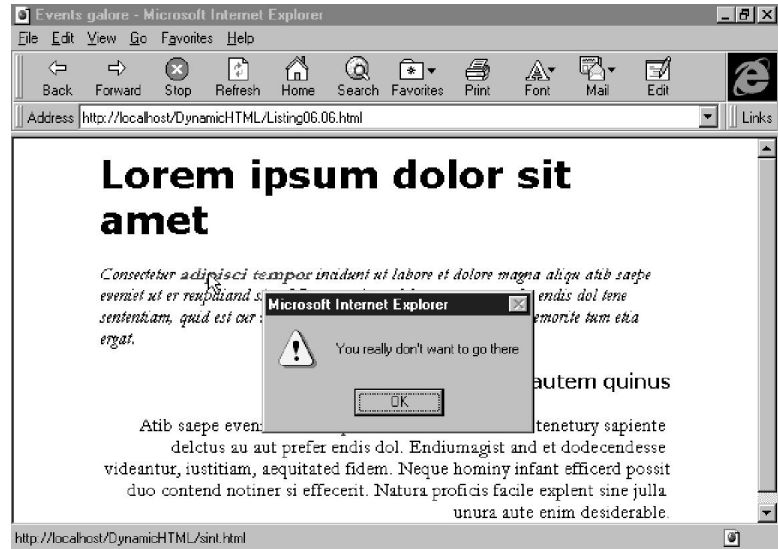 Events galore - Microsoft Internet Explorer
File Edit View Go Favorites Help
Back Forward Stop Refresh Home Search Favorites Print Font Mail Edit
Address http://localhost/DynamicHTML/Listing06.06.html Links
Lorem ipsum dolor sit
amet
Consectetur adipisci tempor incidunt ut labore et dolore magna aliqu atib saepe
eveniet ut er endis dol tene
sententiam, quid est cur emorite tum etia
ergat.
Microsoft Internet Explorer
You really don't want to go there
OK
autem quinus
Atib saepe even tenetury sapiente
delctus au aut prefer endis dol. Endiumagist and et dodecendesse
videantur, iustitiam, aequitated fidem. Neque hominy infant efficerd possit
duo contend notiner si effecerit. Natura proficis facile explent sine julla
unura aute enim desiderable.
http://localhost/DynamicHTML/sint.html